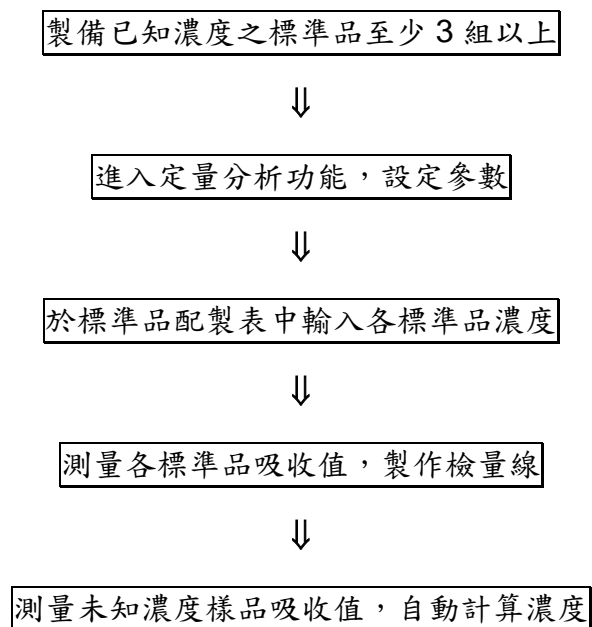 製備已知濃度之標準品至少 3 組以上
⇓
進入定量分析功能，設定參數
⇓
於標準品配製表中輸入各標準品濃度
⇓
測量各標準品吸收值，製作檢量線
⇓
測量未知濃度樣品吸收值，自動計算濃度